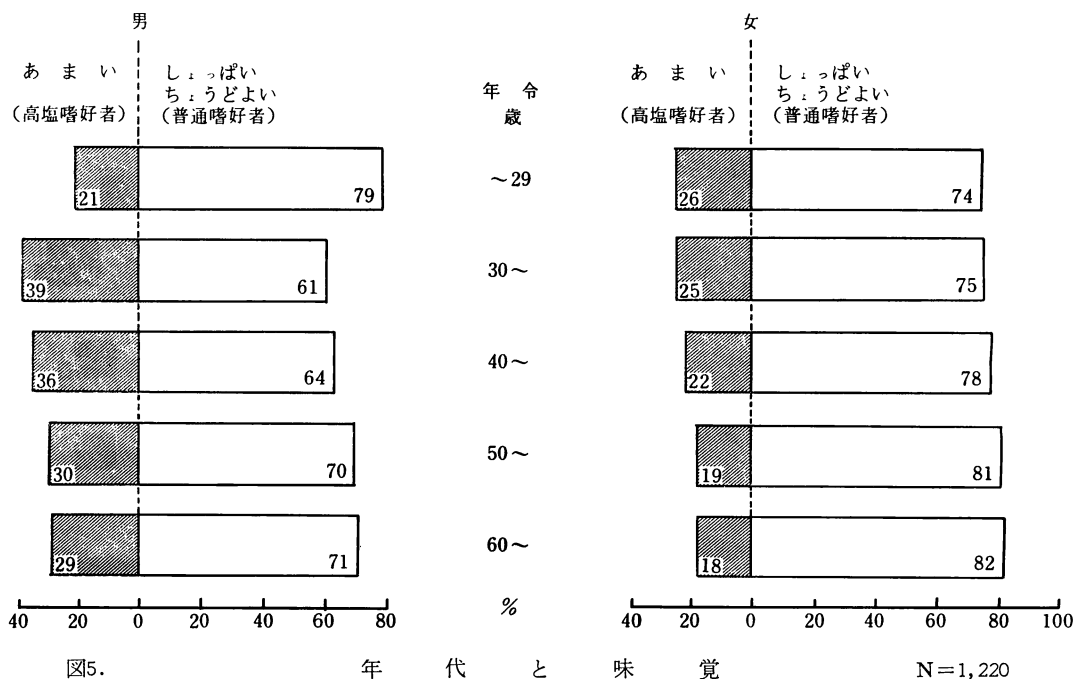 男
女
あまい
しょっぱい
ちょうどよい
(高塩嗜好者)
(普通嗜好者)
年令
歳
あまい
しょっぱい
ちょうどよい
(高塩嗜好者)
(普通嗜好者)
21 79 ～29 26 74
39 61 30～ 25 75
36 64 40～ 22 78
30 70 50～ 19 81
29 71 60～ 18 82
40 20 0 20 40 60 80 % 40 20 0 20 40 60 80 100
図5. 年代と味覚 N=1,220